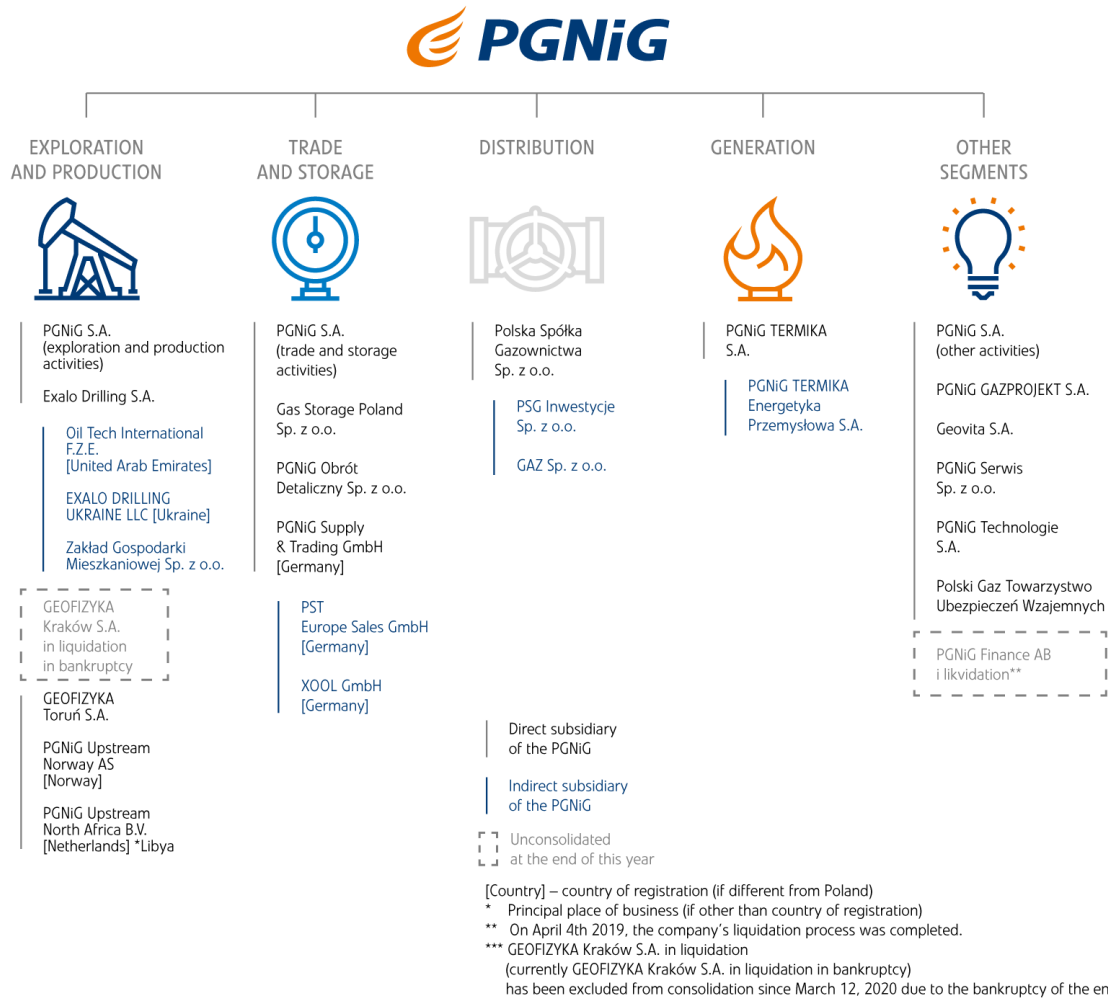 PGNiG
EXPLORATION
AND PRODUCTION
TRADE
AND STORAGE
DISTRIBUTION
GENERATION
OTHER
SEGMENTS
PGNiG S.A.
(exploration and production
activities)
Exalo Drilling S.A.
Oil Tech International
F.Z.E.
[United Arab Emirates]
EXALO DRILLING
UKRAINE LLC [Ukraine]
Zakład Gospodarki
Mieszkaniowej Sp. z o.o.
GEOFIZYKA
Kraków S.A.
in liquidation
in bankruptcy
GEOFIZYKA
Toruń S.A.
PGNiG Upstream
Norway AS
[Norway]
PGNiG Upstream
North Africa B.V.
[Netherlands] *Libya
PGNiG S.A.
(trade and storage
activities)
Gas Storage Poland
Sp. z o.o.
PGNiG Obrót
Detaliczny Sp. z o.o.
PGNiG Supply
& Trading GmbH
[Germany]
PST
Europe Sales GmbH
[Germany]
XOOL GmbH
[Germany]
Polska Spółka
Gazownictwa
Sp. z o.o.
PSG Inwestycje
Sp. z o.o.
GAZ Sp. z o.o.
PGNiG TERMIKA
S.A.
PGNiG TERMIKA
Energetyka
Przemysłowa S.A.
PGNiG S.A.
(other activities)
PGNiG GAZPROJEKT S.A.
Geovita S.A.
PGNiG Serwis
Sp. z o.o.
PGNiG Technologie
S.A.
Polski Gaz Towarzystwo
Ubezpieczeń Wzajemnych
PGNiG Finance AB
i likvidation**
Direct subsidiary
of the PGNiG
Indirect subsidiary
of the PGNiG
Unconsolidated
at the end of this year
[Country] – country of registration (if different from Poland)
* Principal place of business (if other than country of registration)
** On April 4th 2019, the company's liquidation process was completed.
*** GEOFIZYKA Kraków S.A. in liquidation
(currently GEOFIZYKA Kraków S.A. in liquidation in bankruptcy)
has been excluded from consolidation since March 12, 2020 due to the bankruptcy of the en